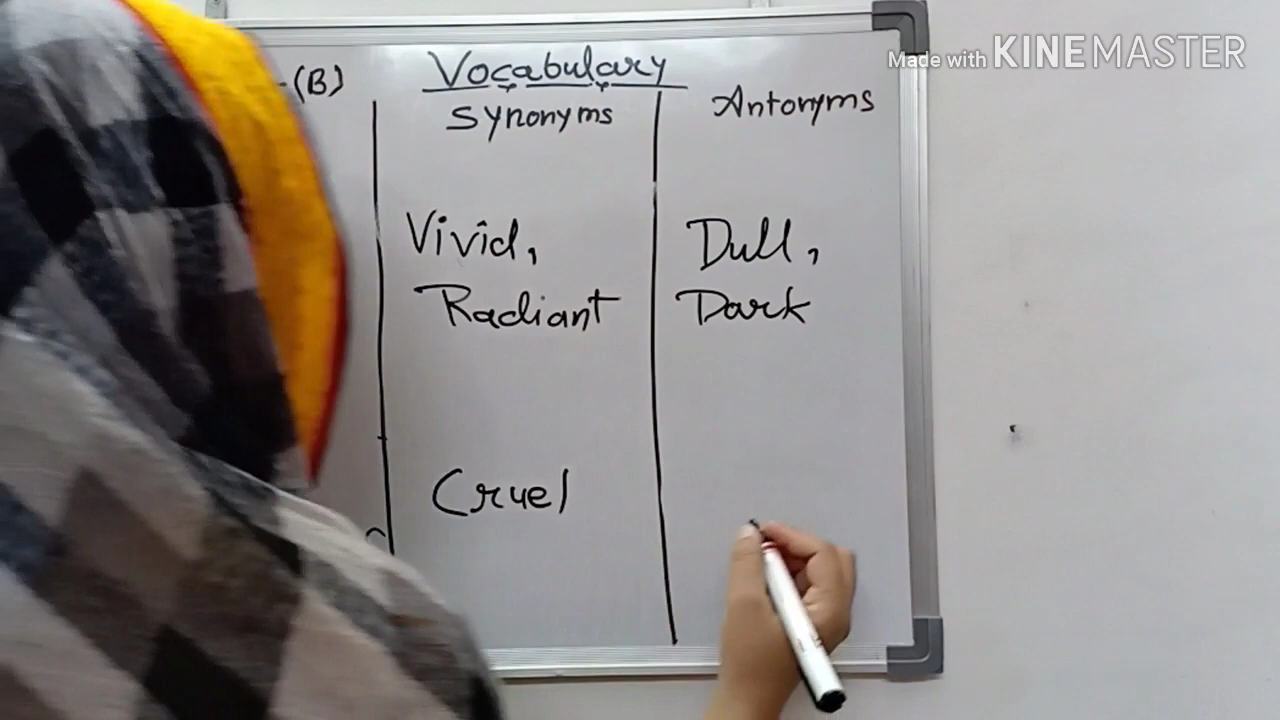 Made with KINEMASTER
-(B) Vocabulary
Synonyms Antonyms
Vivid, Dull,
Radiant Dark
Cruel